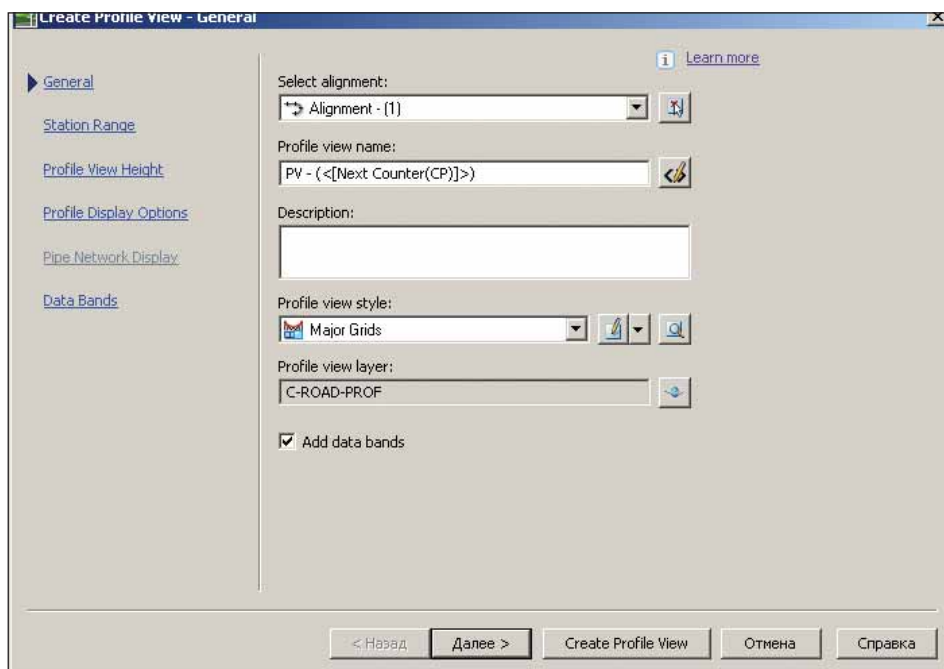 Create Profile View - General
Learn more
General
Station Range
Profile View Height
Profile Display Options
Pipe Network Display
Data Bands
Select alignment:
Alignment - (1)
Profile view name:
PV - (<[Next Counter(CP)]>)
Description:
Profile view style:
Major Grids
Profile view layer:
C-ROAD-PROF
Add data bands
< Назад
Далее >
Create Profile View
Отмена
Справка